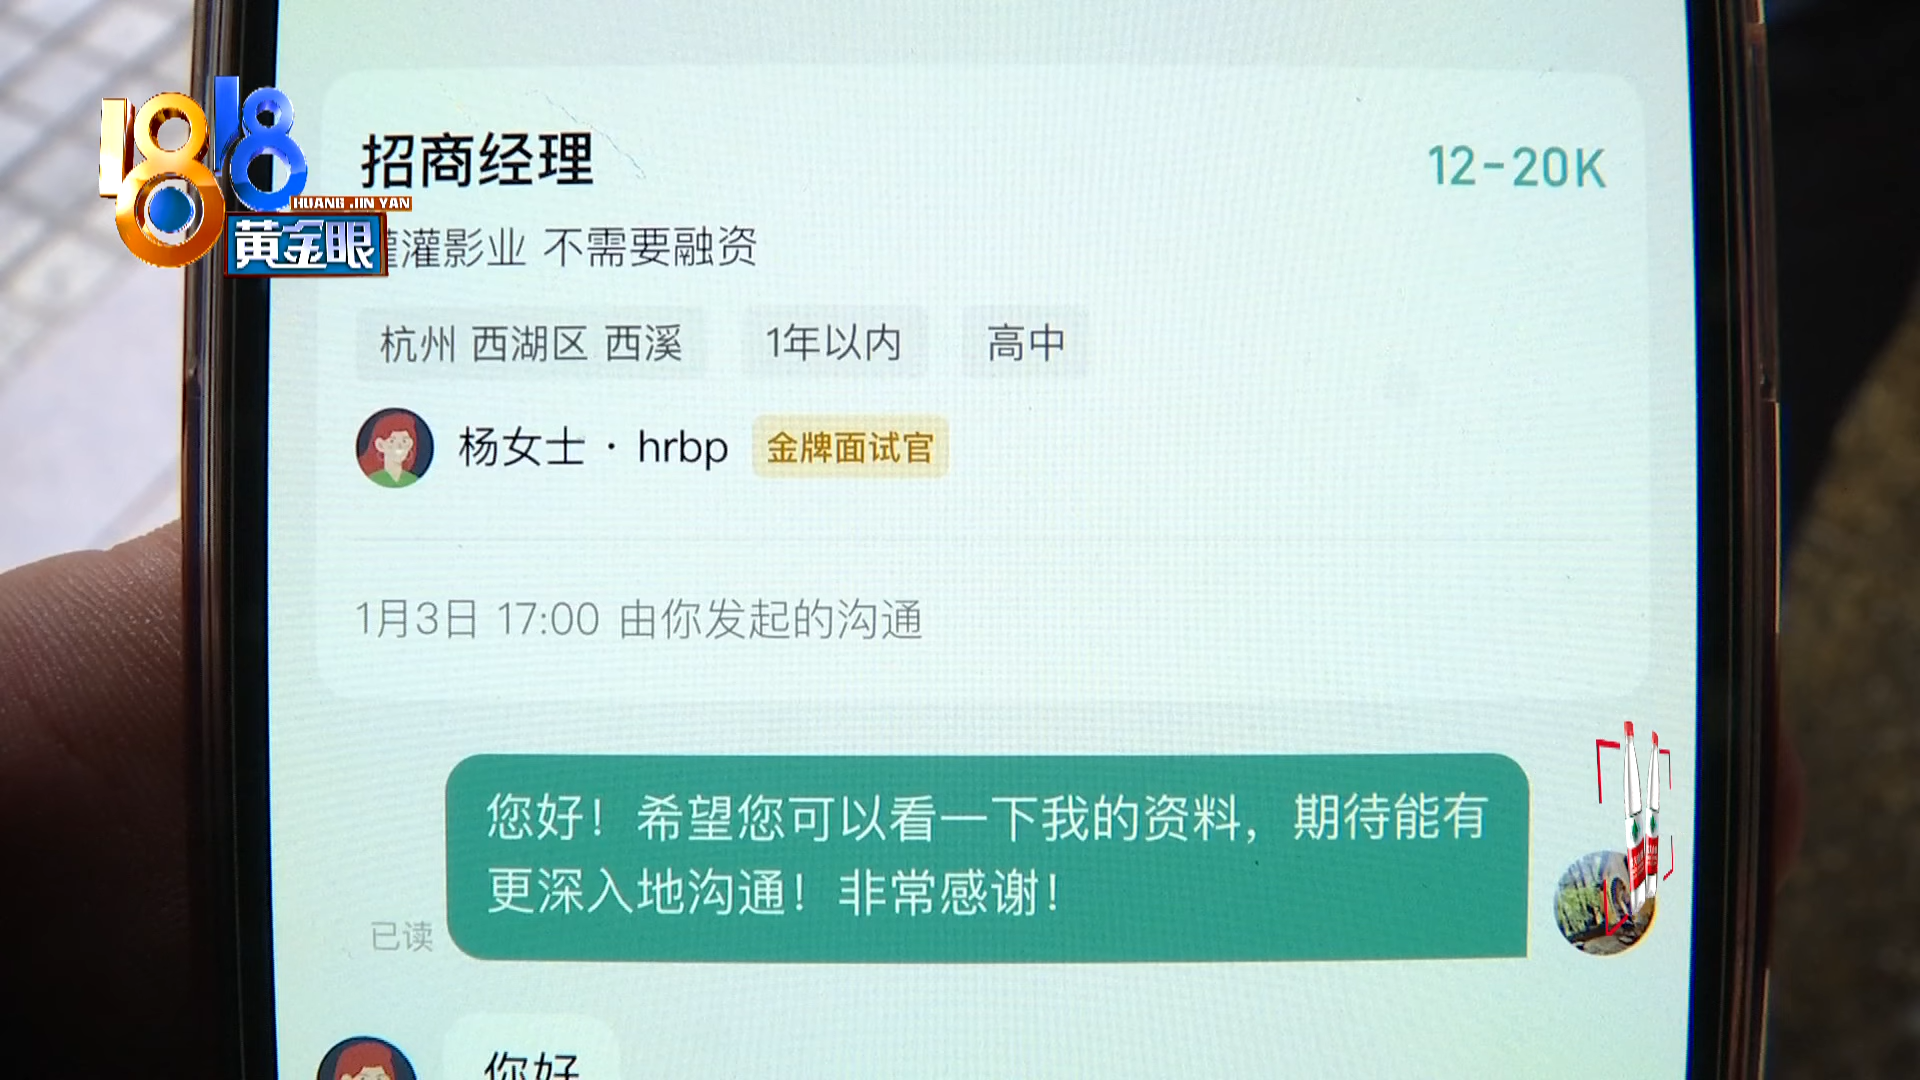 1818
HUANG JIN YAN
黄金眼
招商经理
12-20K
灌影业 不需要融资
杭州 西湖区 西溪
1年以内
高中
杨女士 · hrbp
金牌面试官
1月3日 17:00 由你发起的沟通
您好！希望您可以看一下我的资料，期待能有
更深入地沟通！非常感谢！
已读
你好